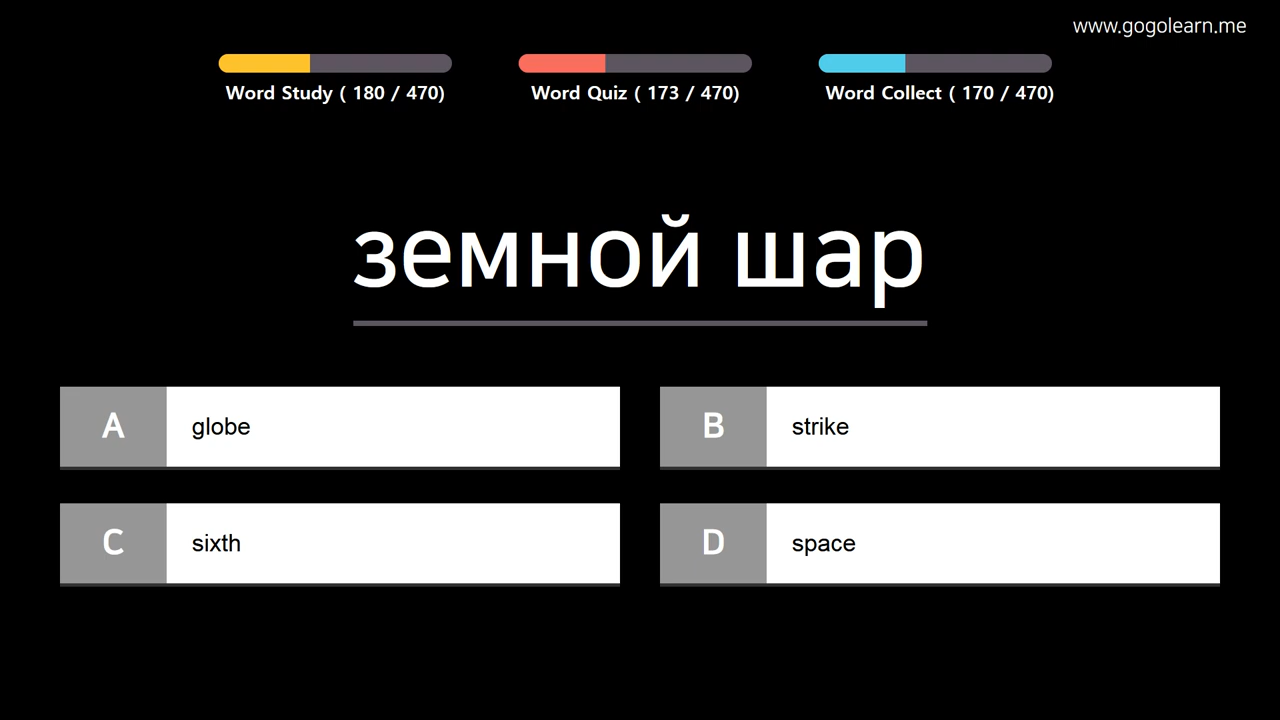 www.gogolearn.me
Word Study ( 180 / 470)
Word Quiz ( 173 / 470)
Word Collect ( 170 / 470)
земной шар
A globe
B strike
C sixth
D space